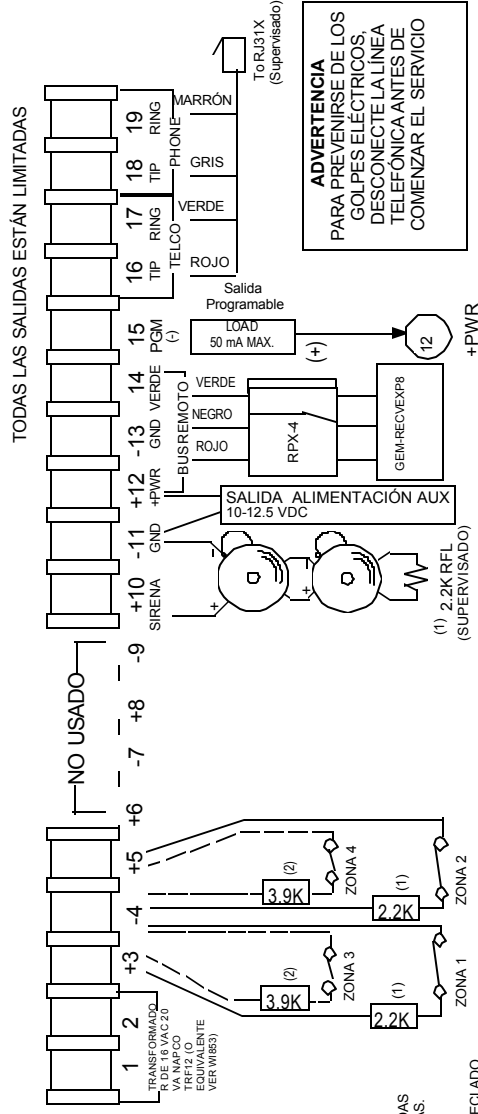 TODAS LAS SALIDAS ESTÁN LIMITADAS
1 2 +3 -4 +5 +6 -7 +8 -9 +10 -11 +12 -13 14 15 16 17 18 19
NO USADO
TRANSFORMADO
R DE 16 VAC 20
VA NAPCO
TRF12 (O
EQUIVALENTE
VER WI853)
3.9K
(2)
ZONA 3
2.2K
(1)
ZONA 1
3.9K
(2)
ZONA 4
2.2K
(1)
ZONA 2
SIRENA
GND
+PWR
GND
VERDE
PGM
(-)
TIP
RING
TIP
RING
BUS REMOTO
TELCO
PHONE
+
-
-
+
(1) 2.2K RFL
(SUPERVISADO)
SALIDA ALIMENTACIÓN AUX
10-12.5 VDC
ROJO
NEGRO
VERDE
RPX-4
GEM-RECVEXP8
Salida
Programable
LOAD
50 mA MAX.
(+)
12
+PWR
ROJO
VERDE
GRIS
MARRÓN
To RJ31X
(Supervisado)
ADVERTENCIA
PARA PREVENIRSE DE LOS
GOLPES ELÉCTRICOS,
DESCONECTE LA LÍNEA
TELEFÓNICA ANTES DE
COMENZAR EL SERVICIO
DAS
AS.
ECLADO